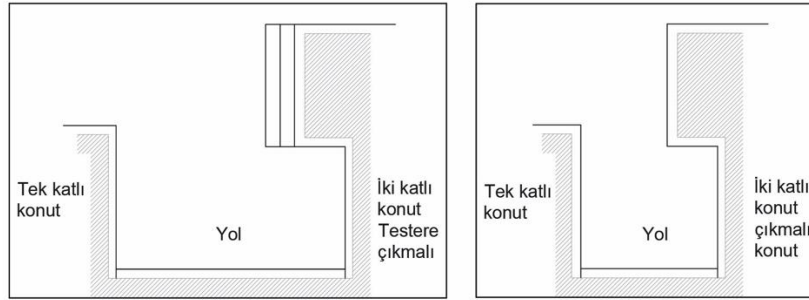 Tek katlı
konut
Yol
İki katlı
konut
Testere
çıkmalı
Tek katlı
konut
Yol
İki katlı
konut
çıkmalı
konut